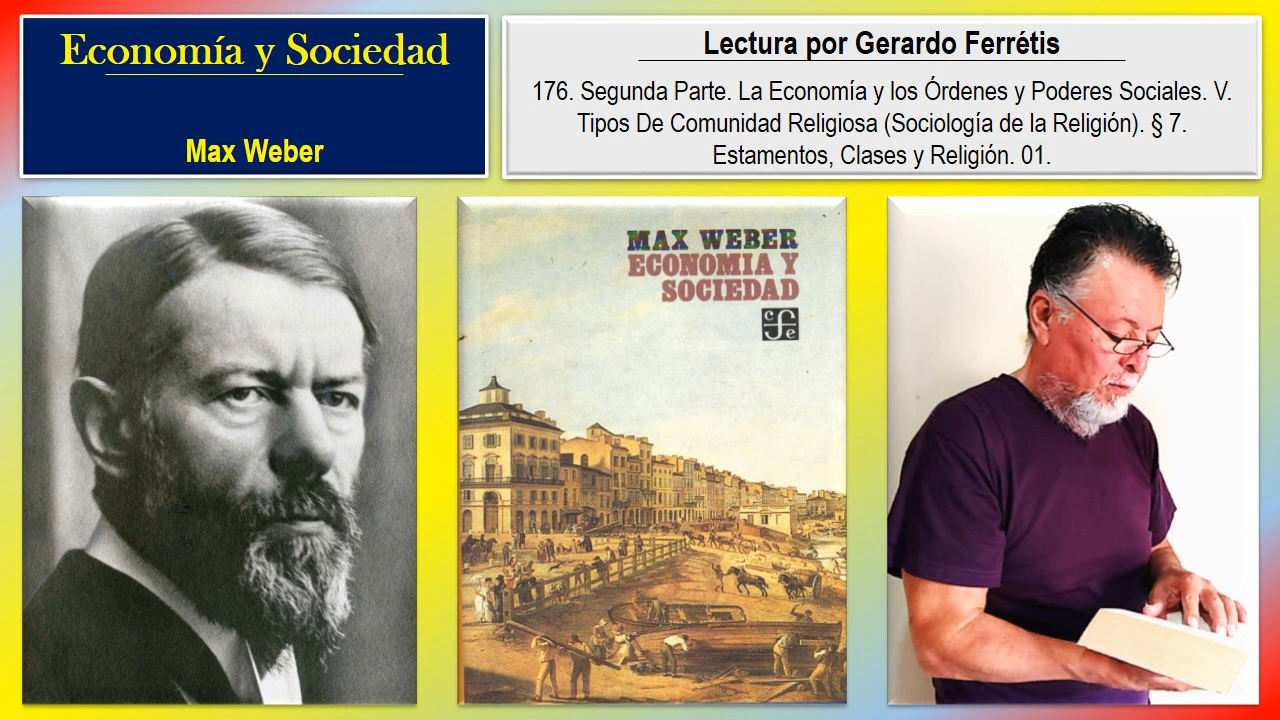 Economía y Sociedad
Max Weber
Lectura por Gerardo Ferrétis
176. Segunda Parte. La Economía y los Órdenes y Poderes Sociales. V.
Tipos De Comunidad Religiosa (Sociología de la Religión). § 7.
Estamentos, Clases y Religión. 01.
MAX WEBER
ECONOMIA Y
SOCIEDAD
cfe